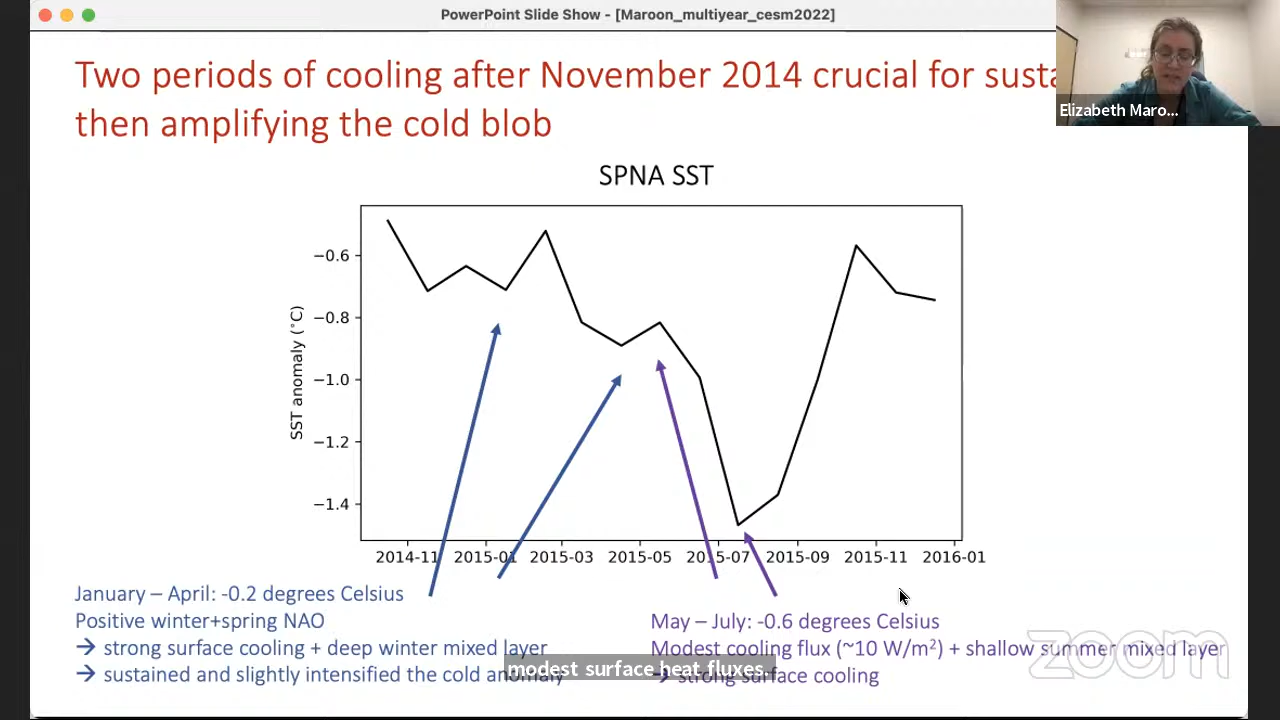 PowerPoint Slide Show - [Maroon_multyear_cesm2022]
Two periods of cooling after November 2014 crucial for susta
then amplifying the cold blob
Elizabeth Maro...
SPNA SST
SST anomaly (°C)
−0.6
−0.8
−1.0
−1.2
−1.4
2014-11 2015-01 2015-03 2015-05 2015-07 2015-09 2015-11 2016-01
January – April: -0.2 degrees Celsius
Positive winter+spring NAO
→ strong surface cooling + deep winter mixed layer
→ sustained and slightly intensified the cold anomaly
May – July: -0.6 degrees Celsius
Modest cooling flux (~10 W/m²) + shallow summer mixed layer
→ strong surface cooling
modest surface heat fluxes.
zoom